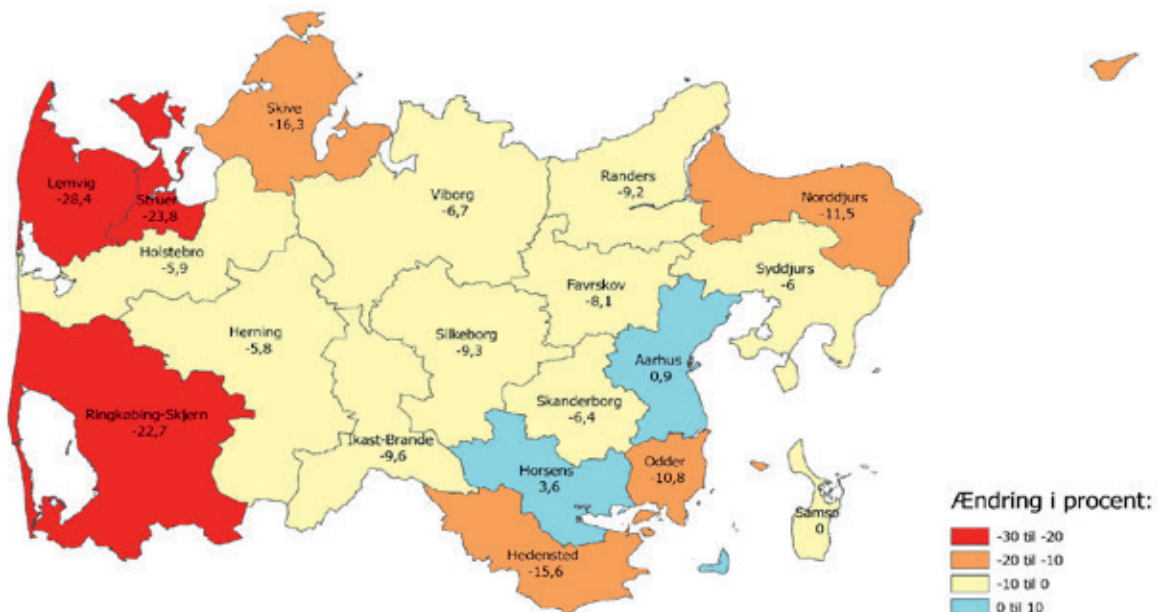 Skive
-16,3
Lemvig
-28,4
Struer
-23,8
Viborg
-6,7
Randers
-9,2
Norddjurs
-11,5
Holstebro
-5,9
Favrskov
-8,1
Syddjurs
-6
Herning
-5,8
Silkeborg
-9,3
Aarhus
0,9
Skanderborg
-6,4
Ringkøbing-Skjern
-22,7
Ikast-Brande
-9,6
Horsens
3,6
Odder
-10,8
Samsø
0
Hedensted
-15,6
Ændring i procent:
-30 til -20
-20 til -10
-10 til 0
0 til 10